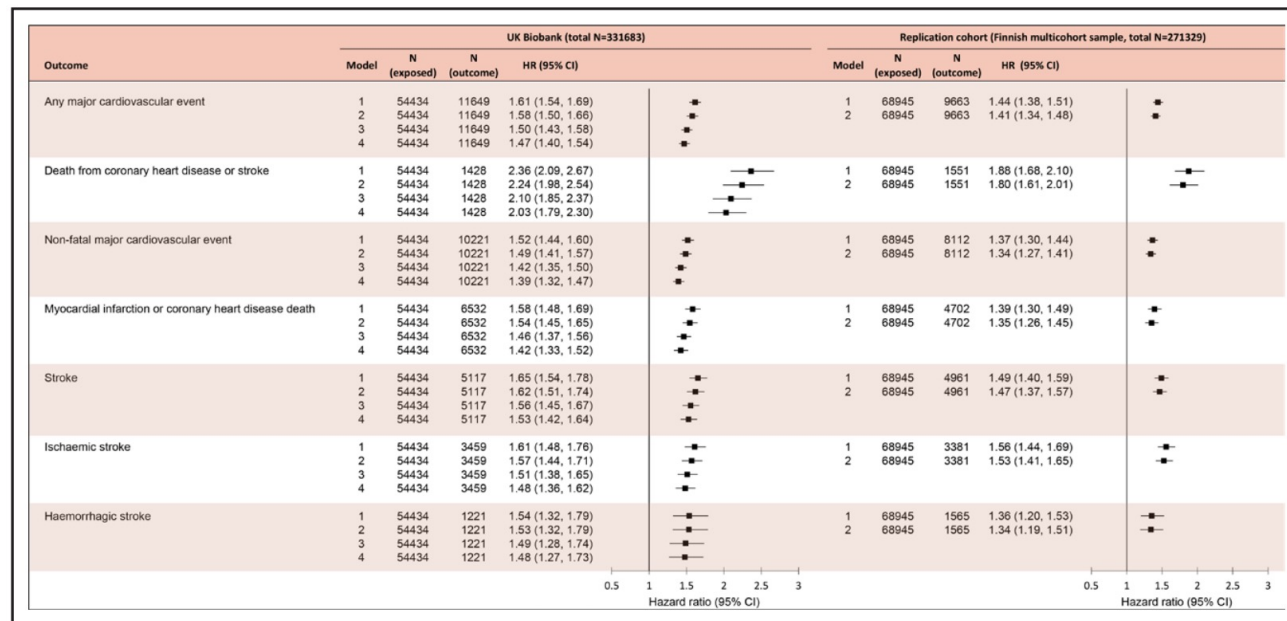 UK Biobank (total N=331683) Replication cohort (Finnish multicohort sample, total N=271329)
Outcome Model N (exposed) N (outcome) HR (95% CI) Model N (exposed) N (outcome) HR (95% CI)
Any major cardiovascular event 1 54434 11649 1.61 (1.54, 1.69) 1 68945 9663 1.44 (1.38, 1.51)
2 54434 11649 1.58 (1.50, 1.66) 2 68945 9663 1.41 (1.34, 1.48)
3 54434 11649 1.50 (1.43, 1.58)
4 54434 11649 1.47 (1.40, 1.54)
Death from coronary heart disease or stroke 1 54434 1428 2.36 (2.09, 2.67) 1 68945 1551 1.88 (1.68, 2.10)
2 54434 1428 2.24 (1.98, 2.54) 2 68945 1551 1.80 (1.61, 2.01)
3 54434 1428 2.10 (1.85, 2.37)
4 54434 1428 2.03 (1.79, 2.30)
Non-fatal major cardiovascular event 1 54434 10221 1.52 (1.44, 1.60) 1 68945 8112 1.37 (1.30, 1.44)
2 54434 10221 1.49 (1.41, 1.57) 2 68945 8112 1.34 (1.27, 1.41)
3 54434 10221 1.42 (1.35, 1.50)
4 54434 10221 1.39 (1.32, 1.47)
Myocardial infarction or coronary heart disease death 1 54434 6532 1.58 (1.48, 1.69) 1 68945 4702 1.39 (1.30, 1.49)
2 54434 6532 1.54 (1.45, 1.65) 2 68945 4702 1.35 (1.26, 1.45)
3 54434 6532 1.46 (1.37, 1.56)
4 54434 6532 1.42 (1.33, 1.52)
Stroke 1 54434 5117 1.65 (1.54, 1.78) 1 68945 4961 1.49 (1.40, 1.59)
2 54434 5117 1.62 (1.51, 1.74) 2 68945 4961 1.47 (1.37, 1.57)
3 54434 5117 1.56 (1.45, 1.67)
4 54434 5117 1.53 (1.42, 1.64)
Ischaemic stroke 1 54434 3459 1.61 (1.48, 1.76) 1 68945 3381 1.56 (1.44, 1.69)
2 54434 3459 1.57 (1.44, 1.71) 2 68945 3381 1.53 (1.41, 1.65)
3 54434 3459 1.51 (1.38, 1.65)
4 54434 3459 1.48 (1.36, 1.62)
Haemorrhagic stroke 1 54434 1221 1.54 (1.32, 1.79) 1 68945 1565 1.36 (1.20, 1.53)
2 54434 1221 1.53 (1.32, 1.79) 2 68945 1565 1.34 (1.19, 1.51)
3 54434 1221 1.49 (1.28, 1.74)
4 54434 1221 1.48 (1.27, 1.73)
0.5 1 1.5 2 2.5 3 0.5 1 1.5 2 2.5 3
Hazard ratio (95% CI) Hazard ratio (95% CI)